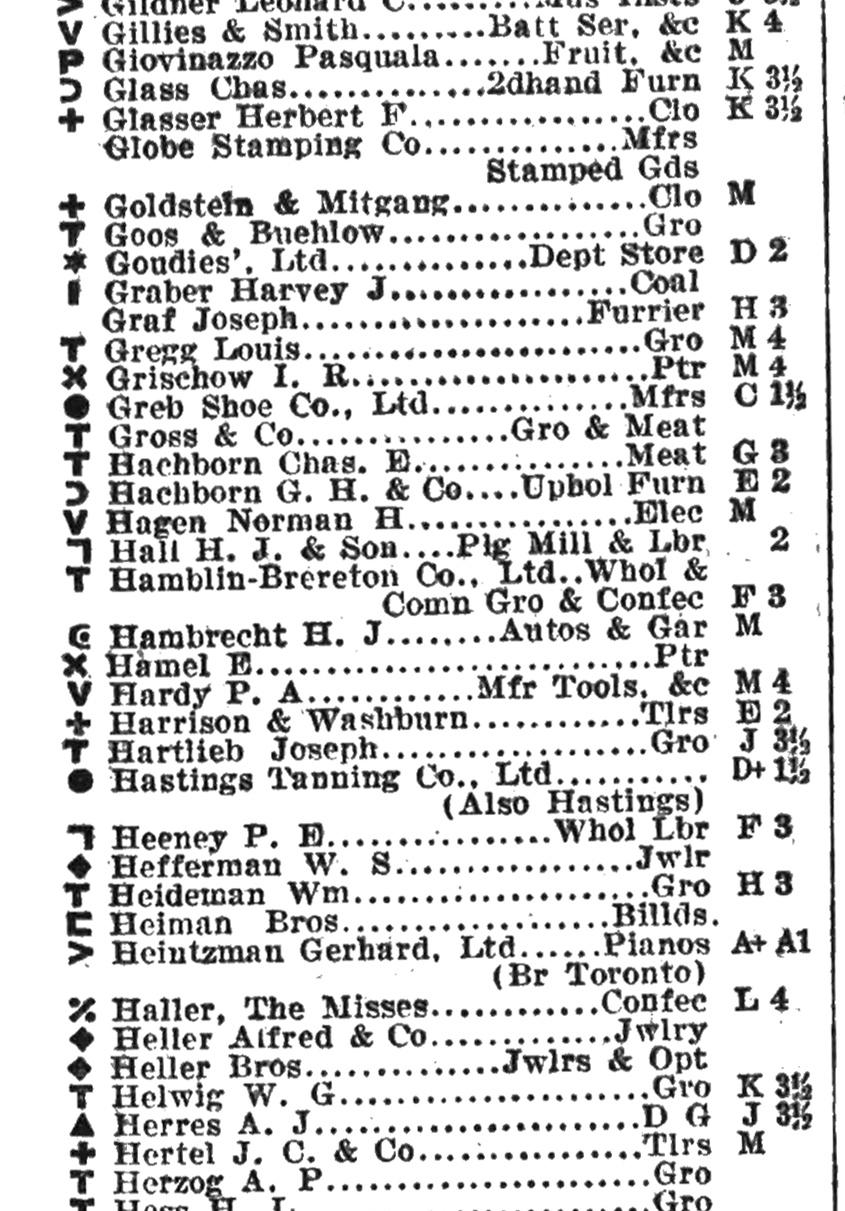 Gildner Leonard C.........Mus Insts
V Gillies & Smith.........Batt Ser, &c K 4
P Giovinazzo Pasquala.......Fruit, &c M
Ɔ Glass Chas..............2dhand Furn K 3½
+ Glasser Herbert F.................Clo K 3½
Globe Stamping Co..............Mfrs
Stamped Gds
+ Goldstein & Mitgang...............Clo M
T Goos & Buehlow...................Gro
* Goudies', Ltd..............Dept Store D 2
▮ Graber Harvey J..................Coal
Graf Joseph......................Furrier H 3
T Gregg Louis..........................Gro M 4
X Grischow I. R.......................Ptr M 4
● Greb Shoe Co., Ltd...............Mfrs C 1½
T Gross & Co................Gro & Meat
T Hachborn Chas. E................Meat G 3
Ɔ Hachborn G. H. & Co....Uphol Furn E 2
V Hagen Norman H.................Elec M
ᒣ Hall H. J. & Son....Plg Mill & Lbr 2
T Hamblin-Brereton Co., Ltd..Whol &
Comn Gro & Confec F 3
Hambrecht H. J........Autos & Gar M
X Hamel E..............................Ptr
V Hardy P. A............Mfr Tools, &c M 4
+ Harrison & Washburn............Tlrs E 2
T Hartlieb Joseph....................Gro J 3½
● Hastings Tanning Co., Ltd........... D+ 1½
(Also Hastings)
ᒣ Heeney P. E.................Whol Lbr F 3
◆ Hefferman W. S..................Jwlr
T Heideman Wm......................Gro H 3
⊏ Heiman Bros....................Billds.
> Heintzman Gerhard, Ltd......Pianos A+ A1
(Br Toronto)
⁒ Haller, The Misses............Confec L 4
◆ Heller Alfred & Co..............Jwlry
◆ Heller Bros...............Jwlrs & Opt
T Helwig W. G........................Gro K 3½
▲ Herres A. J........................D G J 3½
+ Hertel J. C. & Co.................Tlrs M
T Herzog A. P........................Gro
T Hess H. L..........................Gro